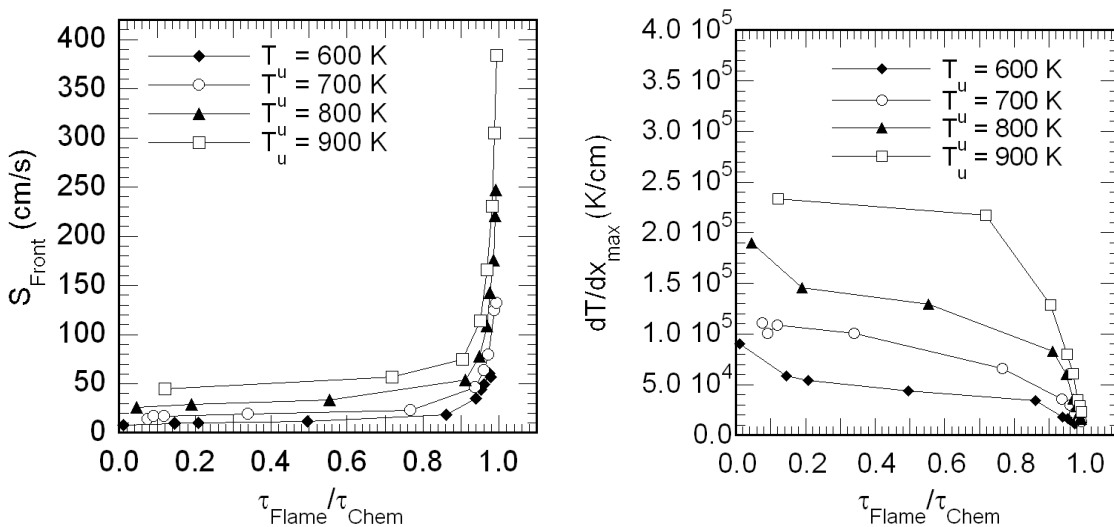 400
350
300
250
200
150
100
50
0
S_Front (cm/s)
T_u = 600 K
T_u = 700 K
T_u = 800 K
T_u = 900 K
0.0 0.2 0.4 0.6 0.8 1.0
τ_Flame/τ_Chem
4.0 10^5
3.5 10^5
3.0 10^5
2.5 10^5
2.0 10^5
1.5 10^5
1.0 10^5
5.0 10^4
0.0
dT/dx_max (K/cm)
T_u = 600 K
T_u = 700 K
T_u = 800 K
T_u = 900 K
0.0 0.2 0.4 0.6 0.8 1.0
τ_Flame/τ_Chem